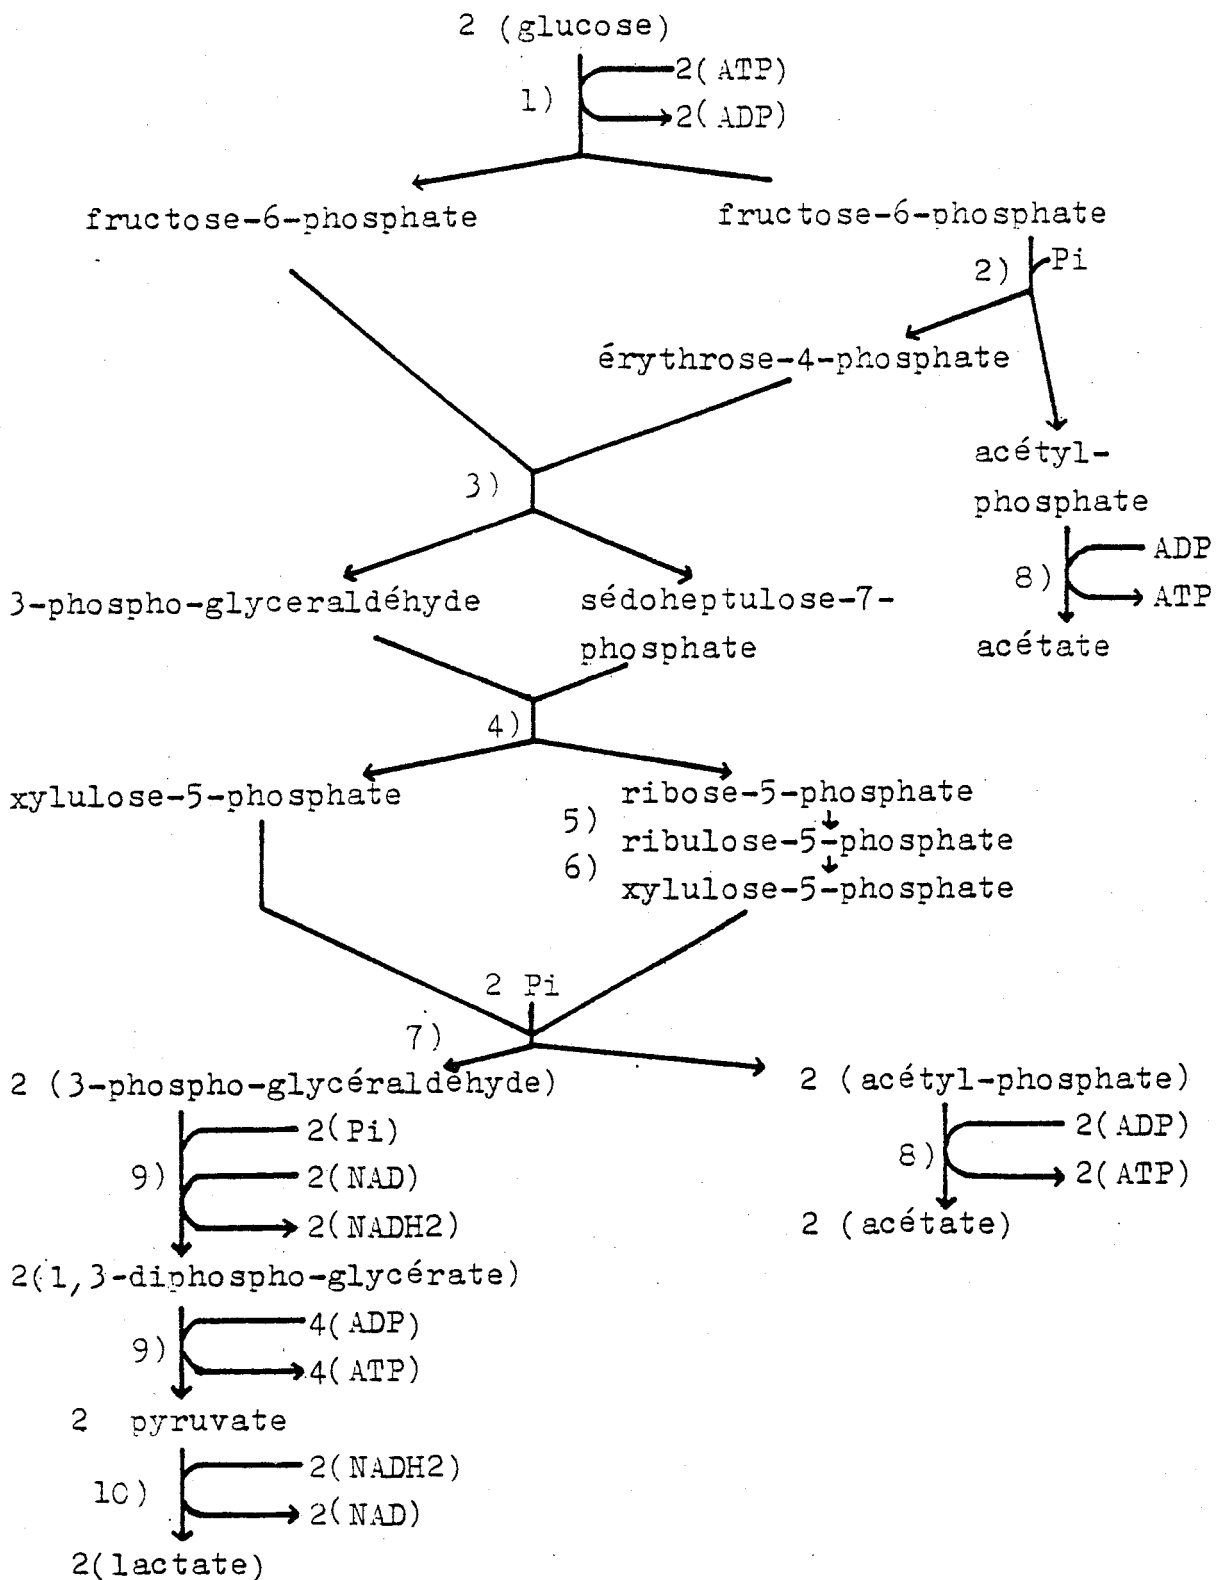 2 (glucose)
2(ATP)
1)
2(ADP)
fructose-6-phosphate
fructose-6-phosphate
2)
Pi
érythrose-4-phosphate
acétyl-
phosphate
3)
ADP
8)
ATP
acétate
3-phospho-glyceraldéhyde
sédoheptulose-7-
phosphate
4)
xylulose-5-phosphate
ribose-5-phosphate
5)
ribulose-5-phosphate
6)
xylulose-5-phosphate
2 Pi
7)
2 (3-phospho-glycéraldéhyde)
2 (acétyl-phosphate)
2(Pi)
9)
2(NAD)
2(NADH2)
2(ADP)
8)
2(ATP)
2 (acétate)
2(1,3-diphospho-glycérate)
4(ADP)
9)
4(ATP)
2 pyruvate
2(NADH2)
10)
2(NAD)
2(lactate)